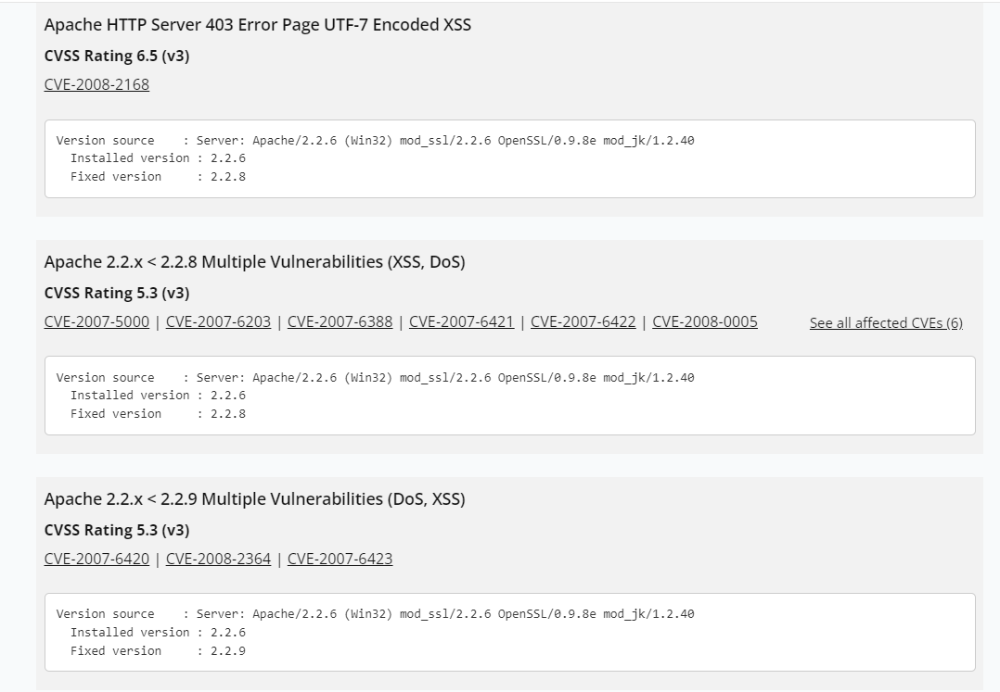 Apache HTTP Server 403 Error Page UTF-7 Encoded XSS
CVSS Rating 6.5 (v3)
CVE-2008-2168
Version source    : Server: Apache/2.2.6 (Win32) mod_ssl/2.2.6 OpenSSL/0.9.8e mod_jk/1.2.40
  Installed version : 2.2.6
  Fixed version     : 2.2.8
Apache 2.2.x < 2.2.8 Multiple Vulnerabilities (XSS, DoS)
CVSS Rating 5.3 (v3)
CVE-2007-5000 | CVE-2007-6203 | CVE-2007-6388 | CVE-2007-6421 | CVE-2007-6422 | CVE-2008-0005 See all affected CVEs (6)
Version source    : Server: Apache/2.2.6 (Win32) mod_ssl/2.2.6 OpenSSL/0.9.8e mod_jk/1.2.40
  Installed version : 2.2.6
  Fixed version     : 2.2.8
Apache 2.2.x < 2.2.9 Multiple Vulnerabilities (DoS, XSS)
CVSS Rating 5.3 (v3)
CVE-2007-6420 | CVE-2008-2364 | CVE-2007-6423
Version source    : Server: Apache/2.2.6 (Win32) mod_ssl/2.2.6 OpenSSL/0.9.8e mod_jk/1.2.40
  Installed version : 2.2.6
  Fixed version     : 2.2.9